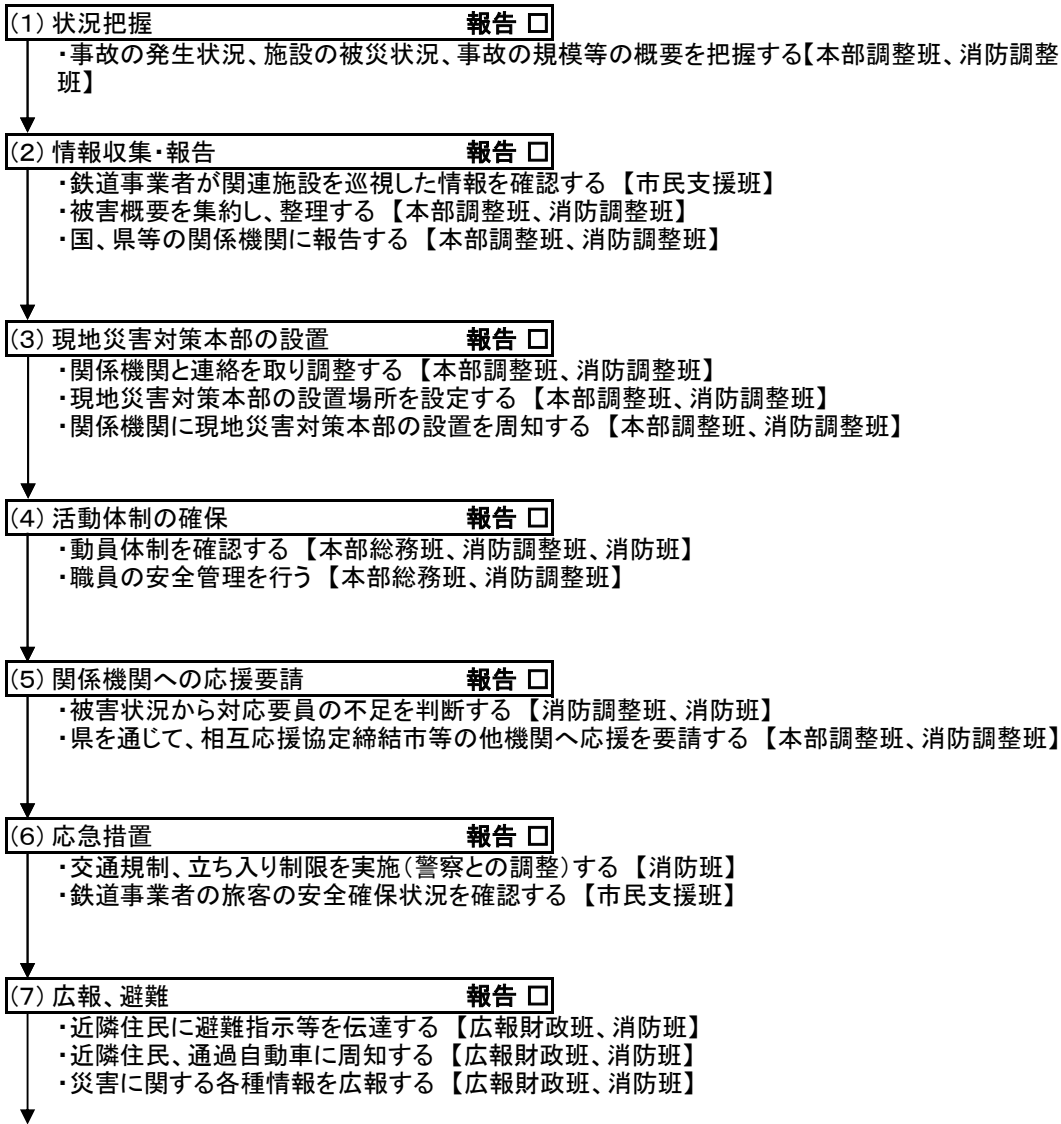 (1) 状況把握 報告 □
・事故の発生状況、施設の被災状況、事故の規模等の概要を把握する【本部調整班、消防調整
班】
(2) 情報収集・報告 報告 □
・鉄道事業者が関連施設を巡視した情報を確認する 【市民支援班】
・被害概要を集約し、整理する 【本部調整班、消防調整班】
・国、県等の関係機関に報告する 【本部調整班、消防調整班】
(3) 現地災害対策本部の設置 報告 □
・関係機関と連絡を取り調整する 【本部調整班、消防調整班】
・現地災害対策本部の設置場所を設定する 【本部調整班、消防調整班】
・関係機関に現地災害対策本部の設置を周知する 【本部調整班、消防調整班】
(4) 活動体制の確保 報告 □
・動員体制を確認する 【本部総務班、消防調整班、消防班】
・職員の安全管理を行う 【本部総務班、消防調整班】
(5) 関係機関への応援要請 報告 □
・被害状況から対応要員の不足を判断する 【消防調整班、消防班】
・県を通じて、相互応援協定締結市等の他機関へ応援を要請する 【本部調整班、消防調整班】
(6) 応急措置 報告 □
・交通規制、立ち入り制限を実施(警察との調整)する 【消防班】
・鉄道事業者の旅客の安全確保状況を確認する 【市民支援班】
(7) 広報、避難 報告 □
・近隣住民に避難指示等を伝達する 【広報財政班、消防班】
・近隣住民、通過自動車に周知する 【広報財政班、消防班】
・災害に関する各種情報を広報する 【広報財政班、消防班】